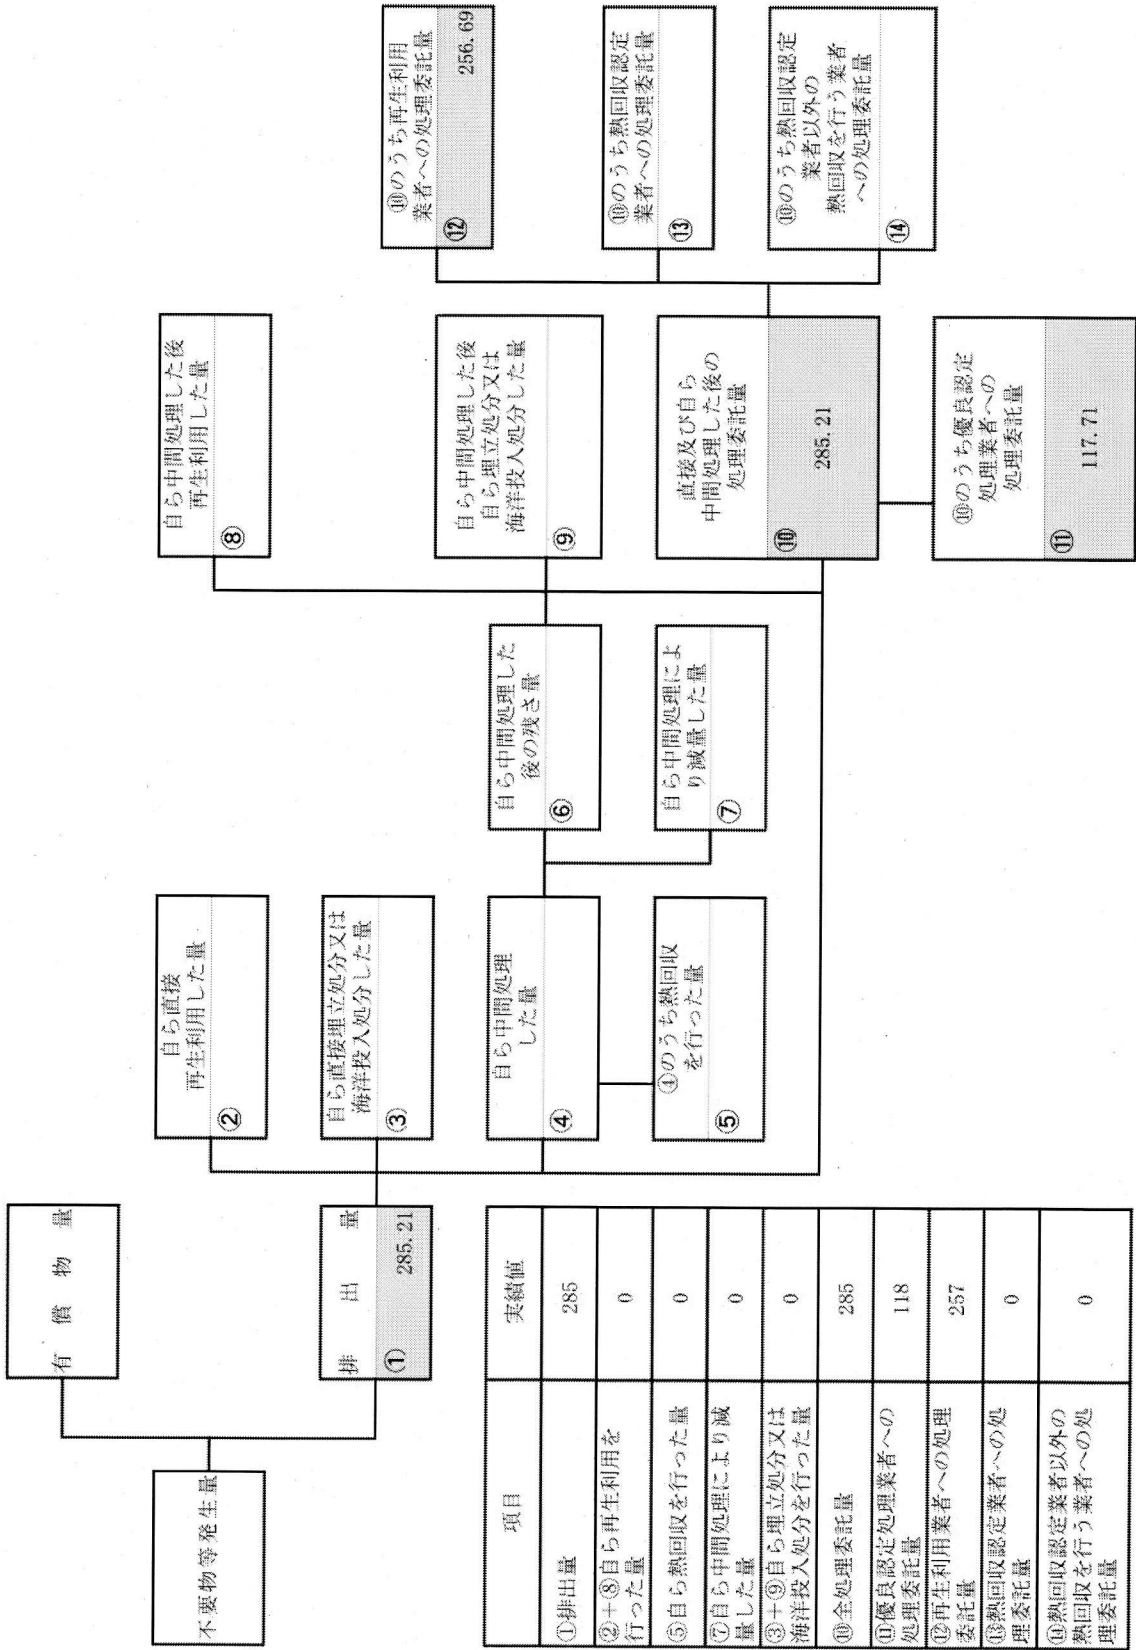 不要物等発生量
有償物量
排出量
①
285.21
自ら直接
再生利用した量
②
自ら直接埋立処分又は
海洋投入処分した量
③
自ら中間処理
した量
④
④のうち熱回収
を行った量
⑤
自ら中間処理した
後の残さ量
⑥
自ら中間処理によ
り減量した量
⑦
自ら中間処理した後
再生利用した量
⑧
自ら中間処理した後
自ら埋立処分又は
海洋投入処分した量
⑨
直接及び自ら
中間処理した後の
処理委託量
⑩
285.21
⑩のうち優良認定
処理業者への
処理委託量
⑪
117.71
⑩のうち再生利用
業者への処理委託量
⑫
256.69
⑩のうち熱回収認定
業者への処理委託量
⑬
⑩のうち熱回収認定
業者以外の
熱回収を行う業者
への処理委託量
⑭
項目 実績値
①排出量 285
②＋⑧自ら再生利用を
行った量 0
⑤自ら熱回収を行った量 0
⑦自ら中間処理により減
量した量 0
③＋⑨自ら埋立処分又は
海洋投入処分を行った量 0
⑩全処理委託量 285
⑪優良認定処理業者への
処理委託量 118
⑫再生利用業者への処理
委託量 257
⑬熱回収認定業者への処
理委託量 0
⑭熱回収認定業者以外の
熱回収を行う業者への処
理委託量 0